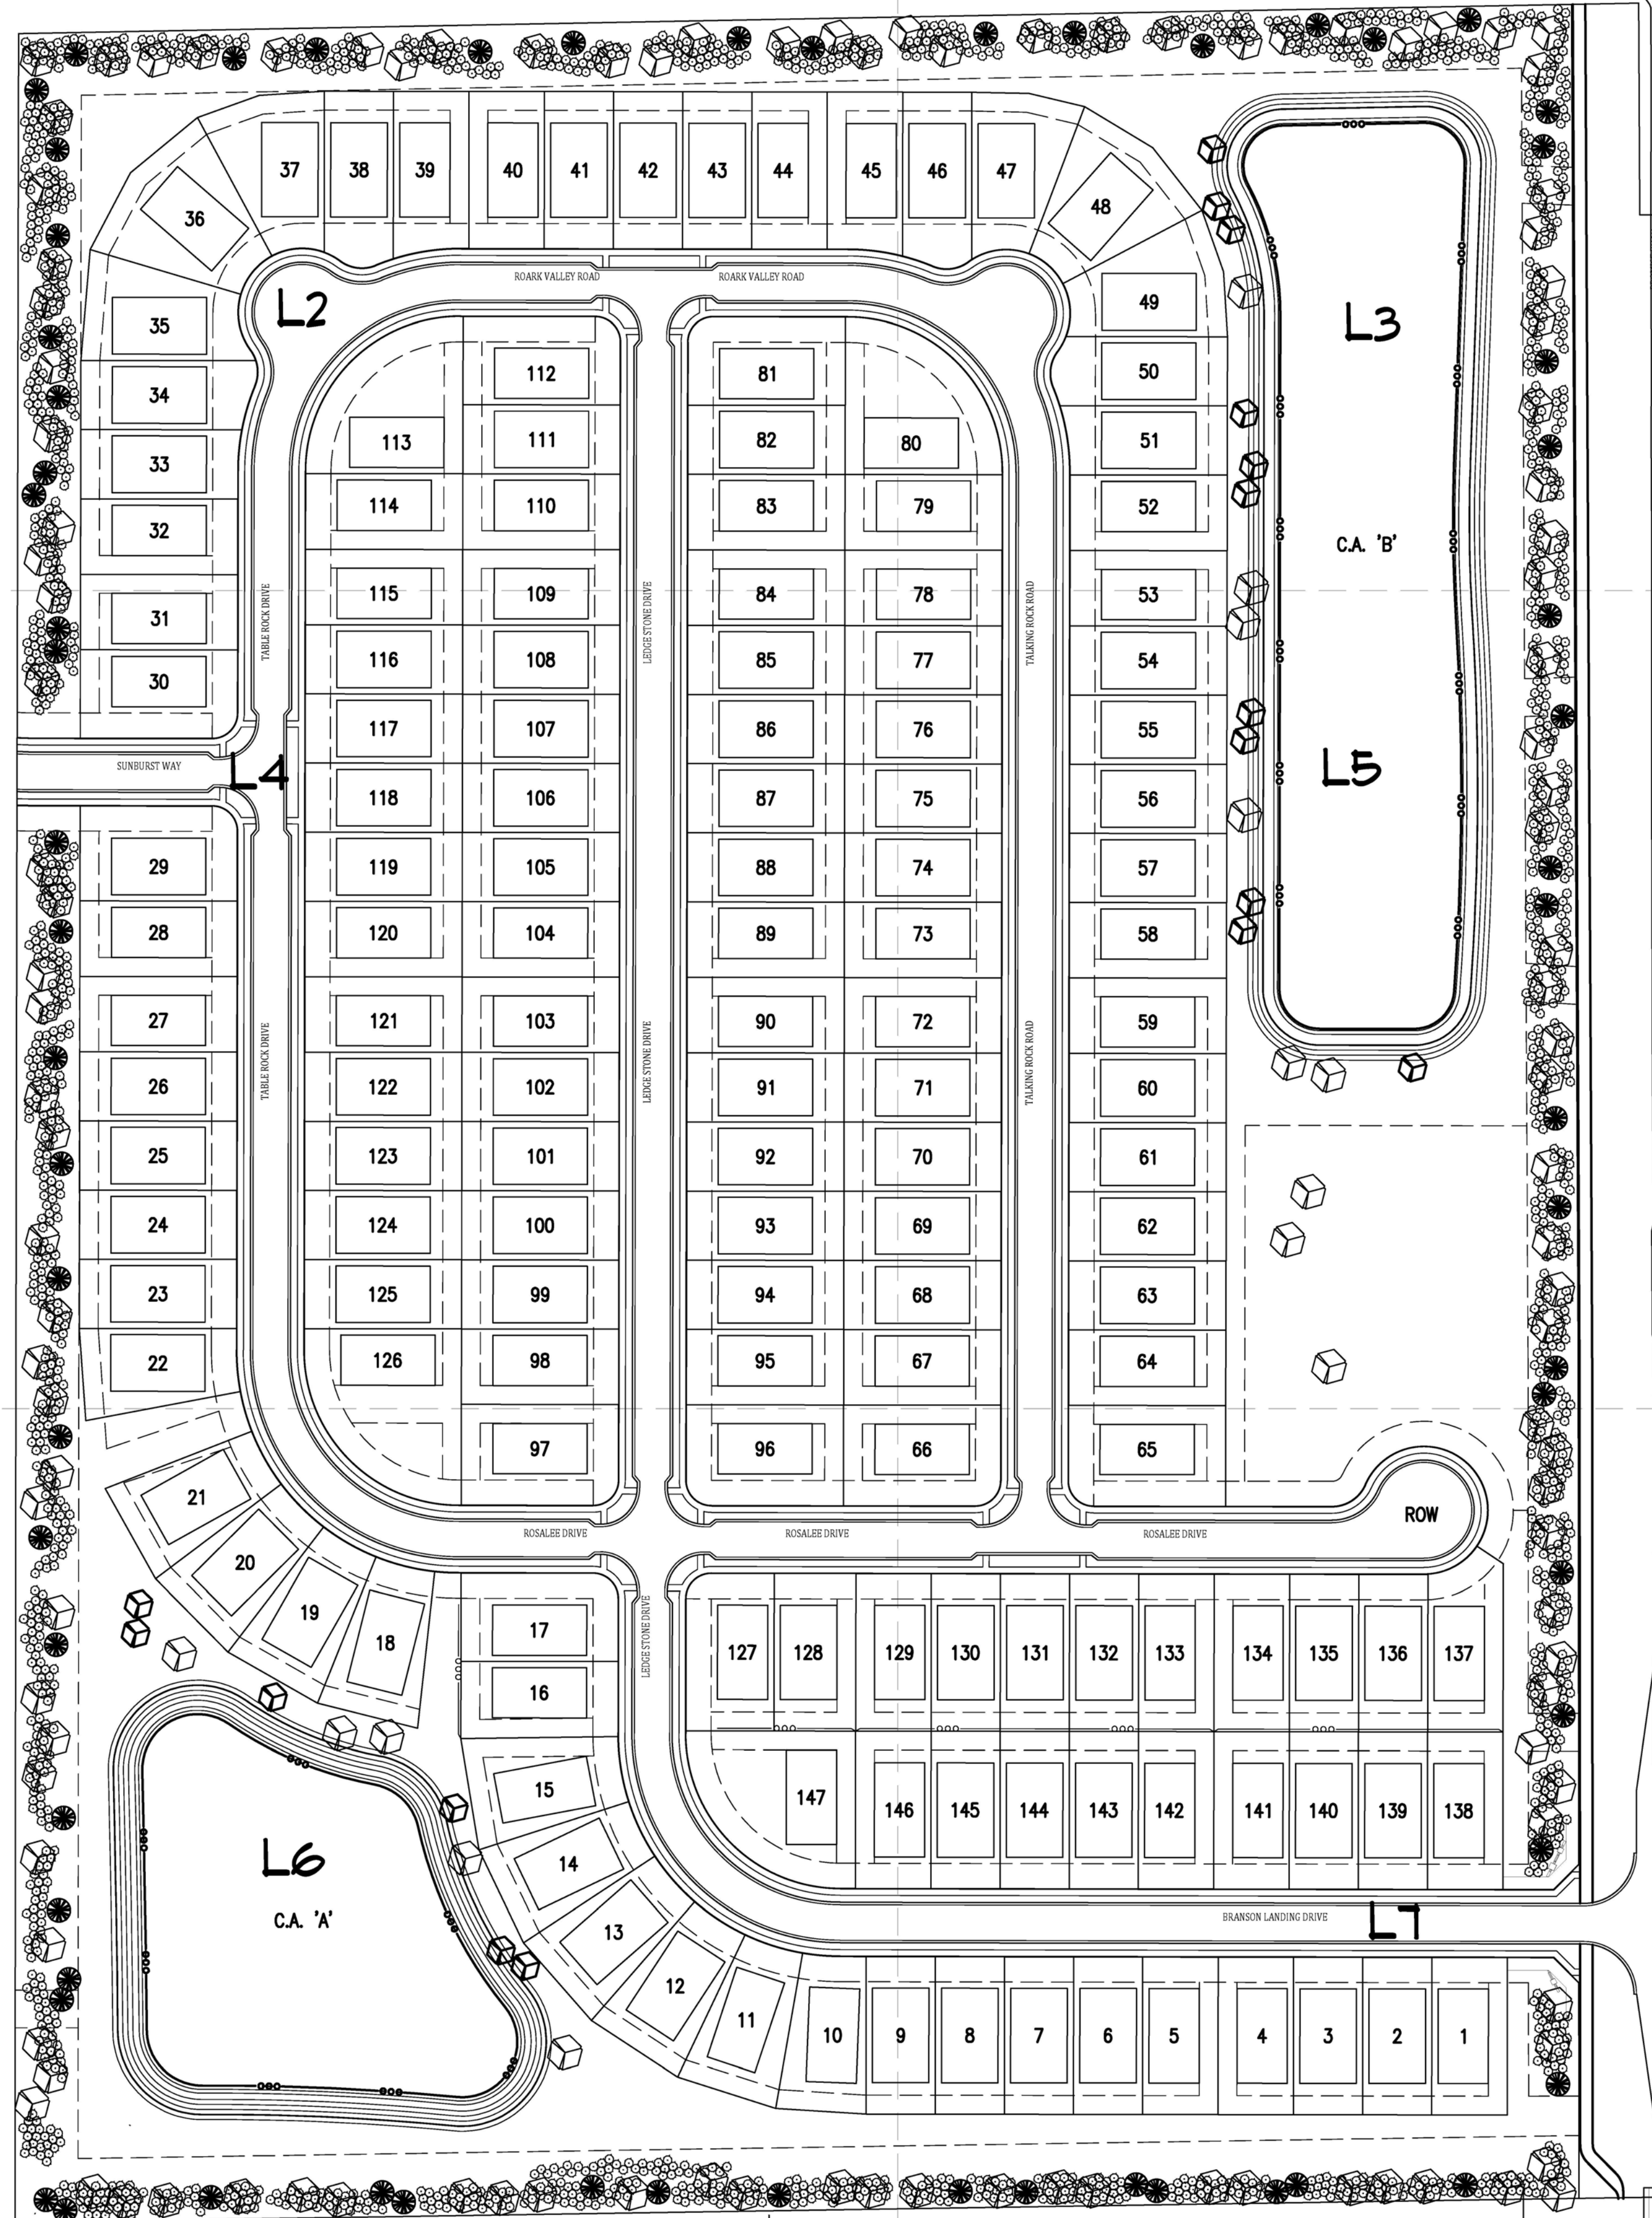 37 38 39 40 41 42 43 44 45 46 47
36 48
ROARK VALLEY ROAD ROARK VALLEY ROAD
35 L2 49 L3
34 112 81 50
33 113 111 82 80 51
32 114 110 83 79 52
C.A. 'B'
31 115 109 84 78 53
TABLE ROCK DRIVE LEDGE STONE DRIVE TALKING ROCK ROAD
30 116 108 85 77 54
117 107 86 76 55
SUNBURST WAY L4 L5
118 106 87 75 56
29 119 105 88 74 57
28 120 104 89 73 58
27 121 103 90 72 59
TABLE ROCK DRIVE LEDGE STONE DRIVE TALKING ROCK ROAD
26 122 102 91 71 60
25 123 101 92 70 61
24 124 100 93 69 62
23 125 99 94 68 63
22 126 98 95 67 64
97 96 66 65
21
ROW
ROSALEE DRIVE ROSALEE DRIVE ROSALEE DRIVE
20
19
18 17 LEDGE STONE DRIVE 127 128 129 130 131 132 133 134 135 136 137
16
15 147 146 145 144 143 142 141 140 139 138
L6 14
C.A. 'A' BRANSON LANDING DRIVE L7
13
12
11 10 9 8 7 6 5 4 3 2 1